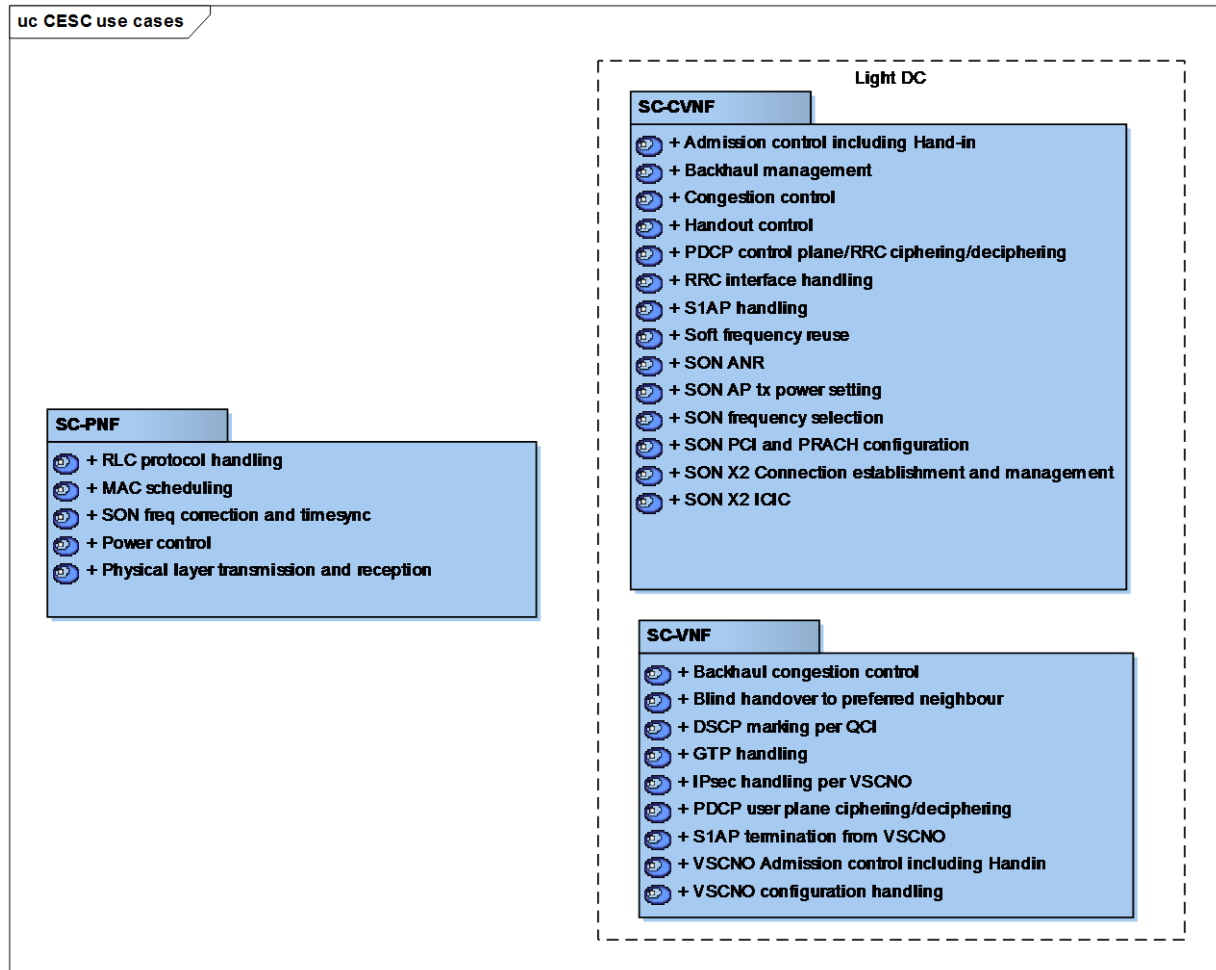 uc CESC use cases
Light DC
SC-CVNF
+ Admission control including Hand-in
+ Backhaul management
+ Congestion control
+ Handout control
+ PDCP control plane/RRC ciphering/deciphering
+ RRC interface handling
+ S1AP handling
+ Soft frequency reuse
+ SON ANR
+ SON AP tx power setting
+ SON frequency selection
+ SON PCI and PRACH configuration
+ SON X2 Connection establishment and management
+ SON X2 ICIC
SC-PNF
+ RLC protocol handling
+ MAC scheduling
+ SON freq correction and timesync
+ Power control
+ Physical layer transmission and reception
SC-VNF
+ Backhaul congestion control
+ Blind handover to preferred neighbour
+ DSCP marking per QCI
+ GTP handling
+ IPsec handling per VSCNO
+ PDCP user plane ciphering/deciphering
+ S1AP termination from VSCNO
+ VSCNO Admission control including Handin
+ VSCNO configuration handling